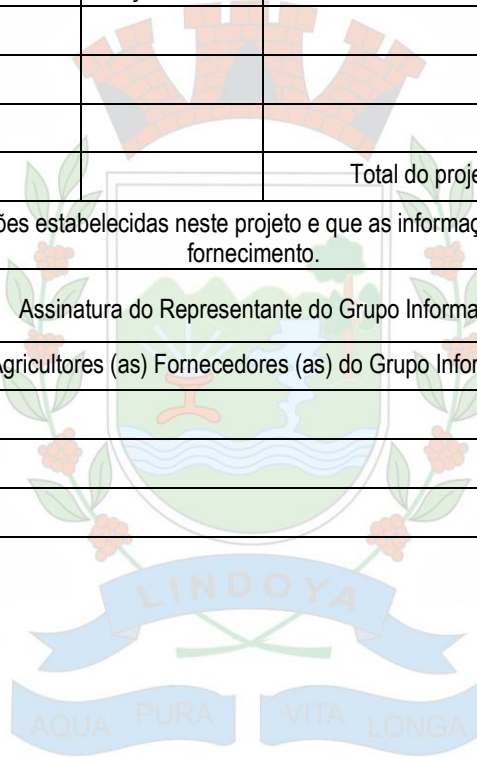 Total do proje
ões estabelecidas neste projeto e que as informaç
fornecimento.
Assinatura do Representante do Grupo Informa
Agricultores (as) Fornecedores (as) do Grupo Infor
LINDOYA
AQUA PURA VITA LONGA